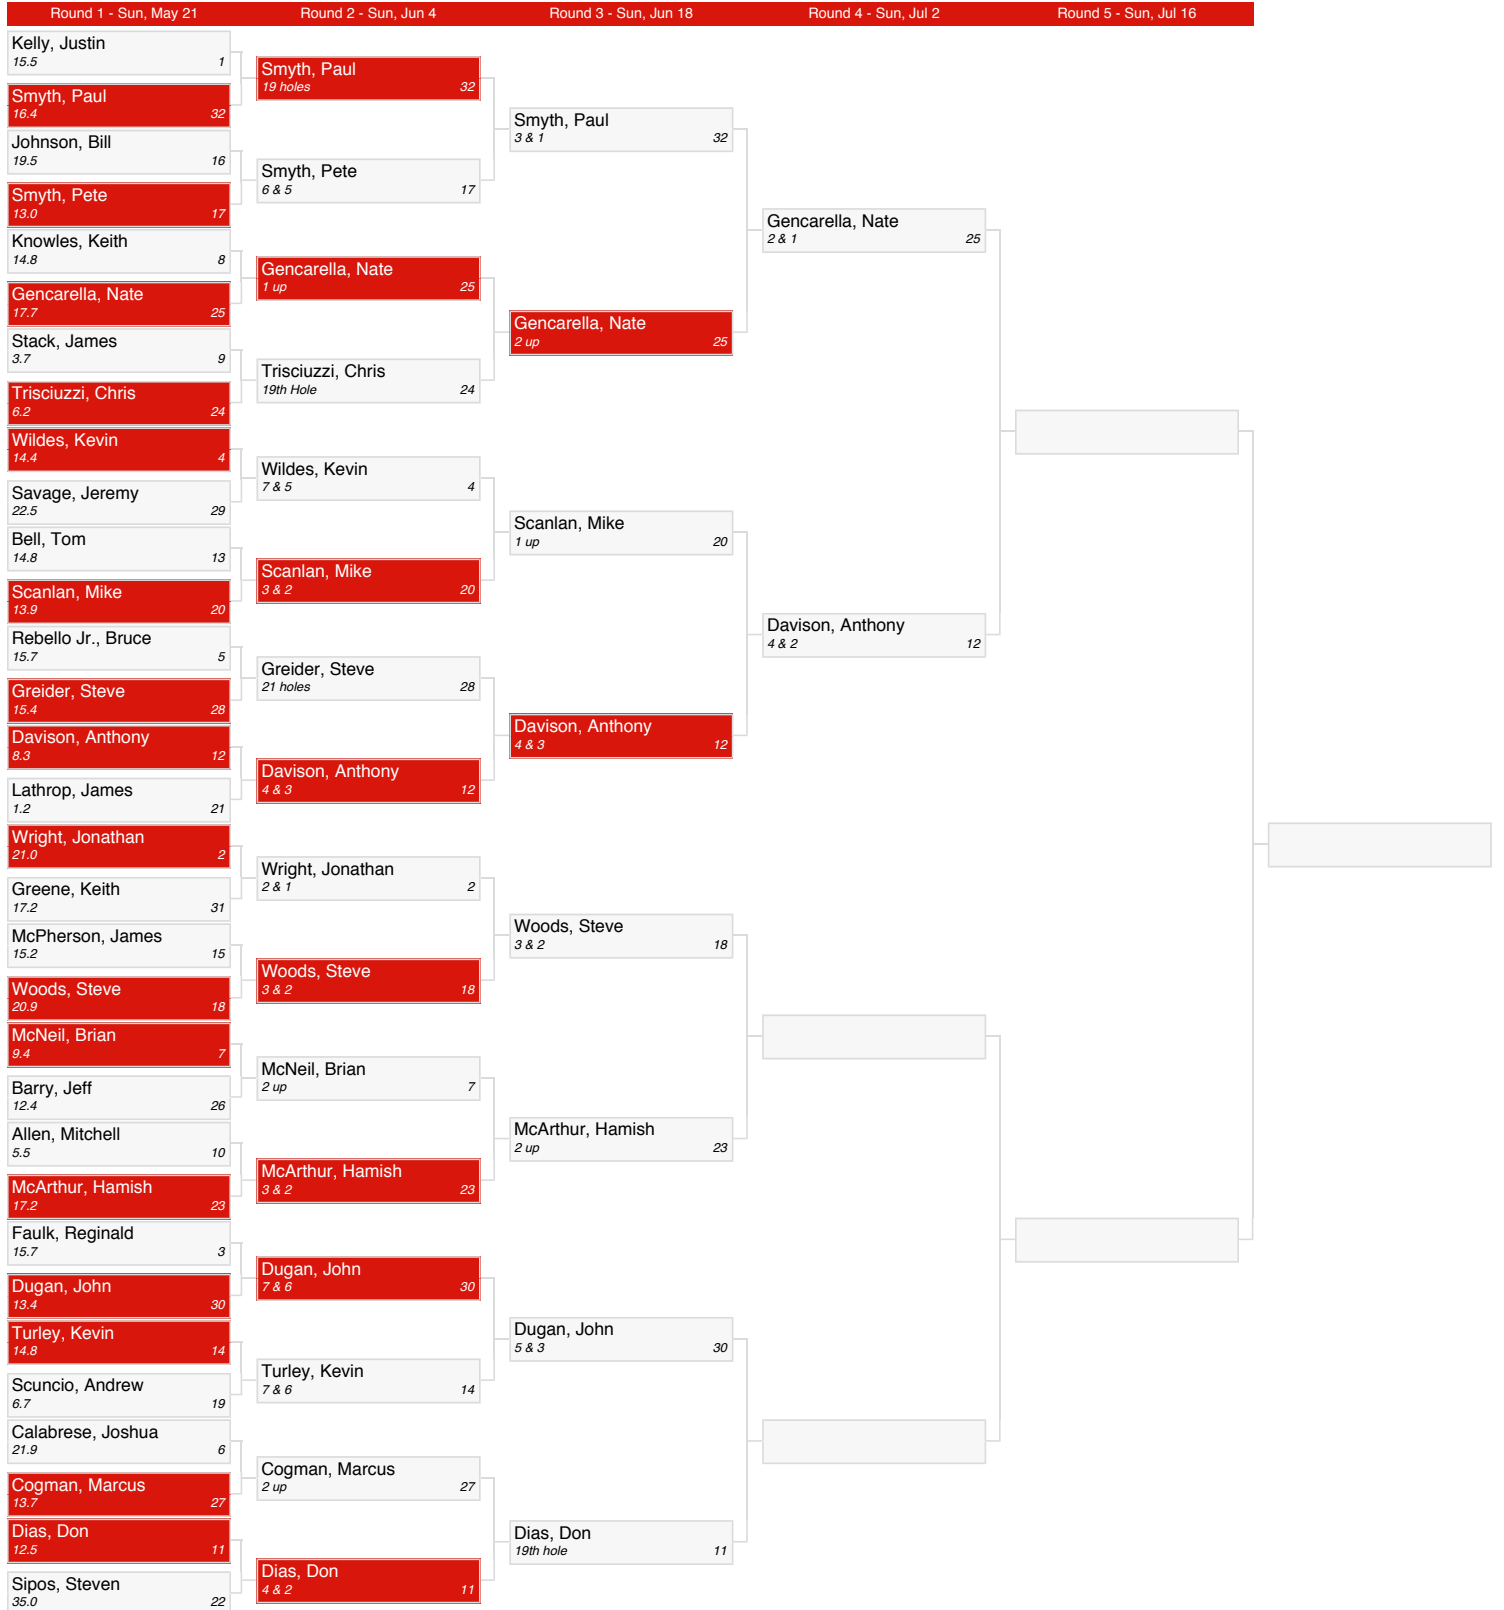 Round 1 - Sun, May 21
Round 2 - Sun, Jun 4
Round 3 - Sun, Jun 18
Round 4 - Sun, Jul 2
Round 5 - Sun, Jul 16
Kelly, Justin
15.5 1
Smyth, Paul
16.4 32
Johnson, Bill
19.5 16
Smyth, Pete
13.0 17
Knowles, Keith
14.8 8
Gencarella, Nate
17.7 25
Stack, James
3.7 9
Trisciuzzi, Chris
6.2 24
Wildes, Kevin
14.4 4
Savage, Jeremy
22.5 29
Bell, Tom
14.8 13
Scanlan, Mike
13.9 20
Rebello Jr., Bruce
15.7 5
Greider, Steve
15.4 28
Davison, Anthony
8.3 12
Lathrop, James
1.2 21
Wright, Jonathan
21.0 2
Greene, Keith
17.2 31
McPherson, James
15.2 15
Woods, Steve
20.9 18
McNeil, Brian
9.4 7
Barry, Jeff
12.4 26
Allen, Mitchell
5.5 10
McArthur, Hamish
17.2 23
Faulk, Reginald
15.7 3
Dugan, John
13.4 30
Turley, Kevin
14.8 14
Scuncio, Andrew
6.7 19
Calabrese, Joshua
21.9 6
Cogman, Marcus
13.7 27
Dias, Don
12.5 11
Sipos, Steven
35.0 22
Smyth, Paul
19 holes 32
Smyth, Pete
6 & 5 17
Gencarella, Nate
1 up 25
Trisciuzzi, Chris
19th Hole 24
Wildes, Kevin
7 & 5 4
Scanlan, Mike
3 & 2 20
Greider, Steve
21 holes 28
Davison, Anthony
4 & 3 12
Wright, Jonathan
2 & 1 2
Woods, Steve
3 & 2 18
McNeil, Brian
2 up 7
McArthur, Hamish
3 & 2 23
Dugan, John
7 & 6 30
Turley, Kevin
7 & 6 14
Cogman, Marcus
2 up 27
Dias, Don
4 & 2 11
Smyth, Paul
3 & 1 32
Gencarella, Nate
2 up 25
Scanlan, Mike
1 up 20
Davison, Anthony
4 & 3 12
Woods, Steve
3 & 2 18
McArthur, Hamish
2 up 23
Dugan, John
5 & 3 30
Dias, Don
19th hole 11
Gencarella, Nate
2 & 1 25
Davison, Anthony
4 & 2 12